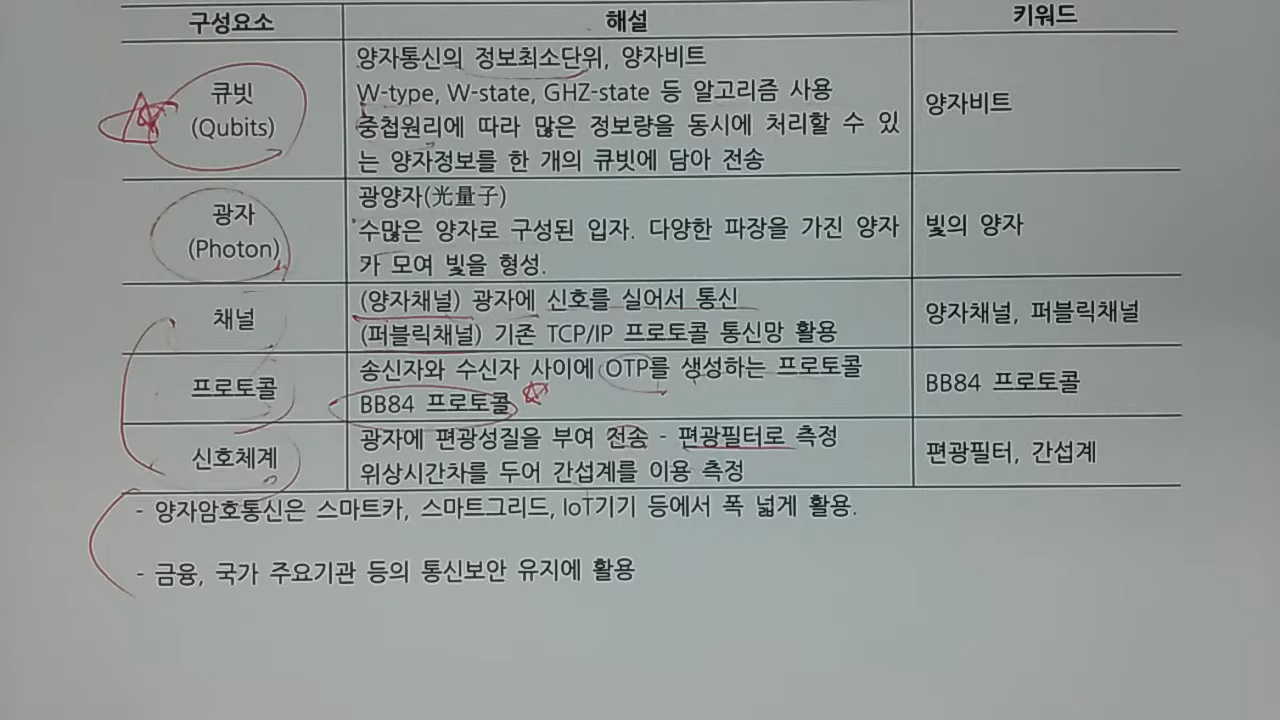 구성요소 해설 키워드
큐빗
(Qubits)
양자통신의 정보최소단위, 양자비트
W-type, W-state, GHZ-state 등 알고리즘 사용
중첩원리에 따라 많은 정보량을 동시에 처리할 수 있
는 양자정보를 한 개의 큐빗에 담아 전송
양자비트
광자
(Photon)
광양자(光量子)
수많은 양자로 구성된 입자. 다양한 파장을 가진 양자
가 모여 빛을 형성.
빛의 양자
채널
(양자채널) 광자에 신호를 실어서 통신
(퍼블릭채널) 기존 TCP/IP 프로토콜 통신망 활용
양자채널, 퍼블릭채널
프로토콜
송신자와 수신자 사이에 OTP를 생성하는 프로토콜
BB84 프로토콜
BB84 프로토콜
신호체계
광자에 편광성질을 부여 전송 - 편광필터로 측정
위상시간차를 두어 간섭계를 이용 측정
편광필터, 간섭계
- 양자암호통신은 스마트카, 스마트그리드, IoT기기 등에서 폭 넓게 활용.
- 금융, 국가 주요기관 등의 통신보안 유지에 활용